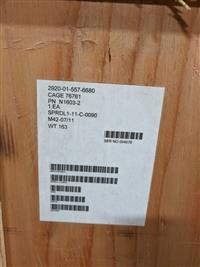 2920-01-557-6680
CAGE 76761
PN N1603-2
1 EA
SPRDL1-11-C-0090
M42-07/11
WT 163